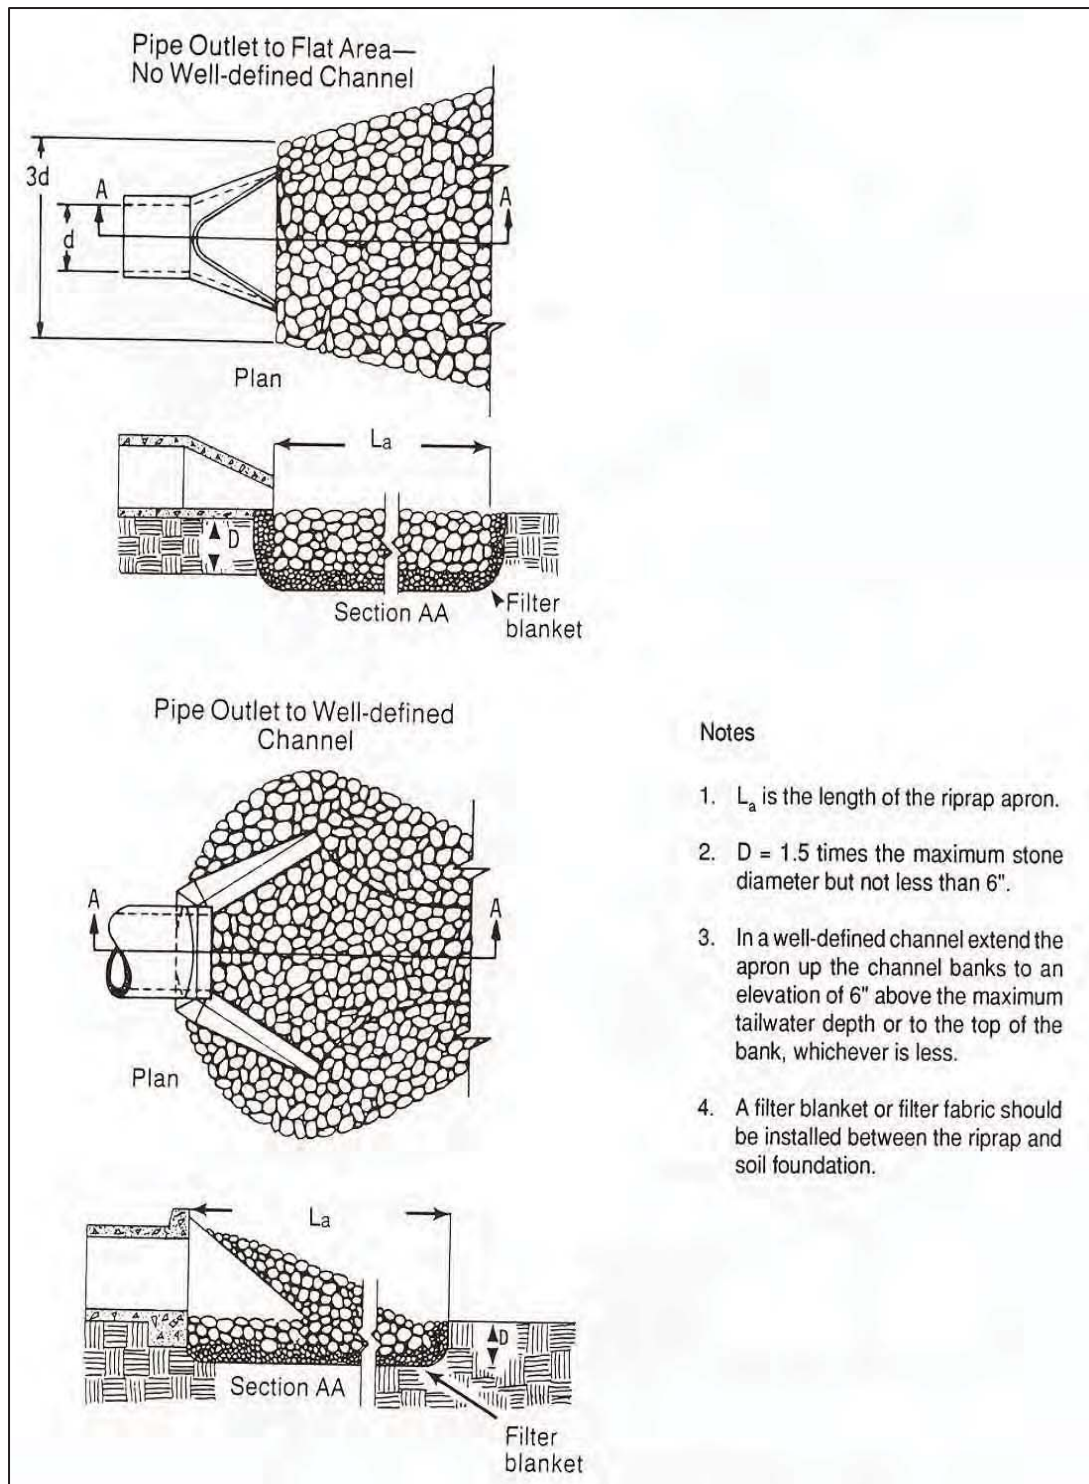 Pipe Outlet to Flat Area—
No Well-defined Channel
3d
A
A
d
Plan
La
D
Section AA
Filter
blanket
Pipe Outlet to Well-defined
Channel
A
A
Plan
La
D
Section AA
Filter
blanket
Notes
1. La is the length of the riprap apron.
2. D = 1.5 times the maximum stone
diameter but not less than 6".
3. In a well-defined channel extend the
apron up the channel banks to an
elevation of 6" above the maximum
tailwater depth or to the top of the
bank, whichever is less.
4. A filter blanket or filter fabric should
be installed between the riprap and
soil foundation.